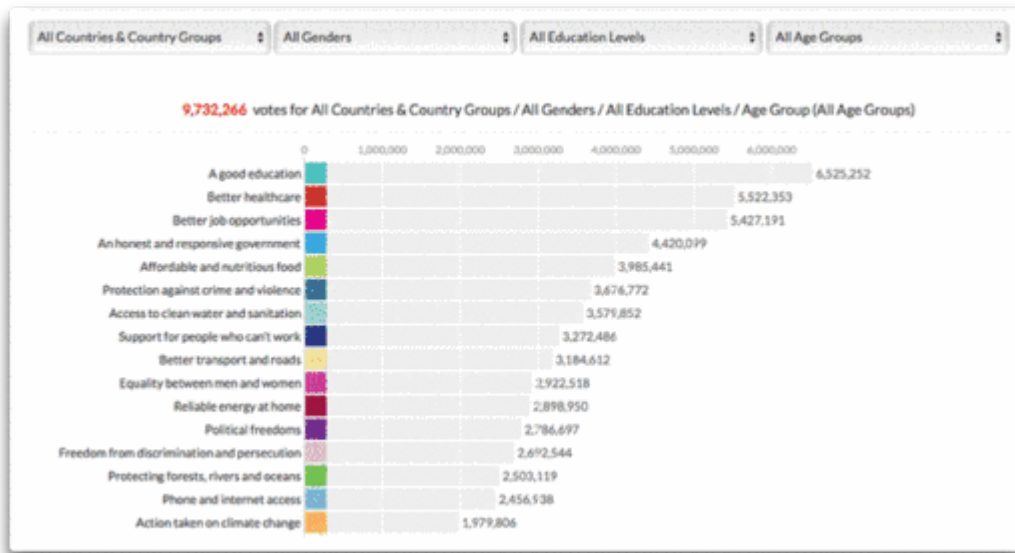 All Countries & Country Groups All Genders All Education Levels All Age Groups
9,732,266 votes for All Countries & Country Groups / All Genders / All Education Levels / Age Group (All Age Groups)
0 1,000,000 2,000,000 3,000,000 4,000,000 5,000,000 6,000,000
A good education 6,525,252
Better healthcare 5,522,353
Better job opportunities 5,427,191
An honest and responsive government 4,420,099
Affordable and nutritious food 3,985,441
Protection against crime and violence 3,676,772
Access to clean water and sanitation 3,579,852
Support for people who can't work 3,272,486
Better transport and roads 3,184,612
Equality between men and women 2,922,518
Reliable energy at home 2,898,950
Political freedoms 2,786,697
Freedom from discrimination and persecution 2,692,544
Protecting forests, rivers and oceans 2,503,119
Phone and internet access 2,456,938
Action taken on climate change 1,979,806